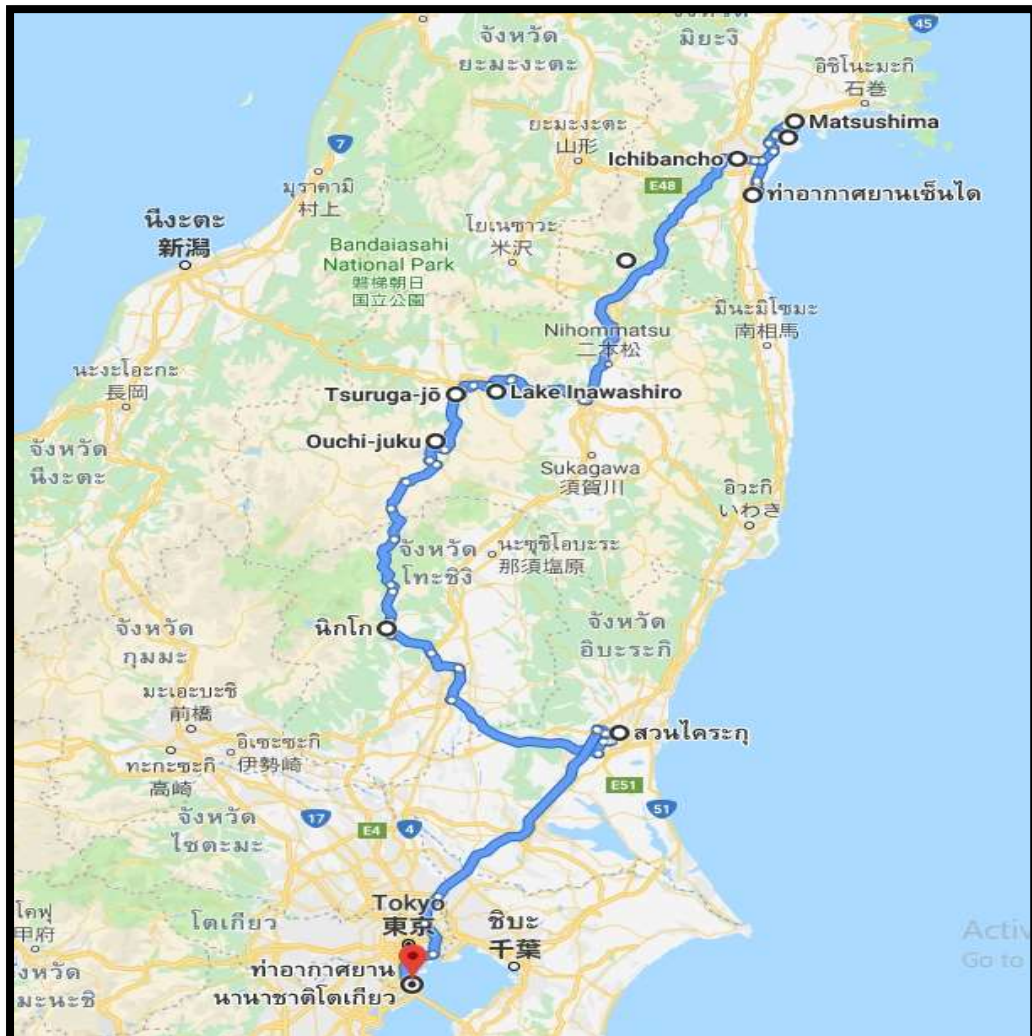 จังหวัด
ยะมะงะตะ
จังหวัด
มิยะงิ
45
อิชิโนะมะกิ
石巻
Matsushima
ยะมะงะตะ
山形
Ichibancho
7
E48
ท่าอากาศยานเซ็นได
มุราคามิ
村上
นีงะตะ
新潟
โยเนซาวะ
米沢
Bandaiasahi
National Park
磐梯朝日
国立公園
มินะมิโซมะ
南相馬
Nihommatsu
二本松
นะงะโอะกะ
長岡
Tsuruga-jō
Lake Inawashiro
Ouchi-juku
จังหวัด
นีงะตะ
Sukagawa
須賀川
อิวะกิ
いわき
นะซุชิโอบะระ
那須塩原
จังหวัด
โทะชิงิ
จังหวัด
อิบะระกิ
นิกโก
จังหวัด
กุมมะ
มะเอะบะชิ
前橋
อิเซะซะกิ
伊勢崎
ทะกะซะกิ
高崎
สวนไคระกุ
E51
51
จังหวัด
ไซตะมะ
17
E4
4
Tokyo
東京
โตเกียว
ชิบะ
千葉
โคฟุ
甲府
ท่าอากาศยาน
นานาชาติโตเกียว
Activ
Go to